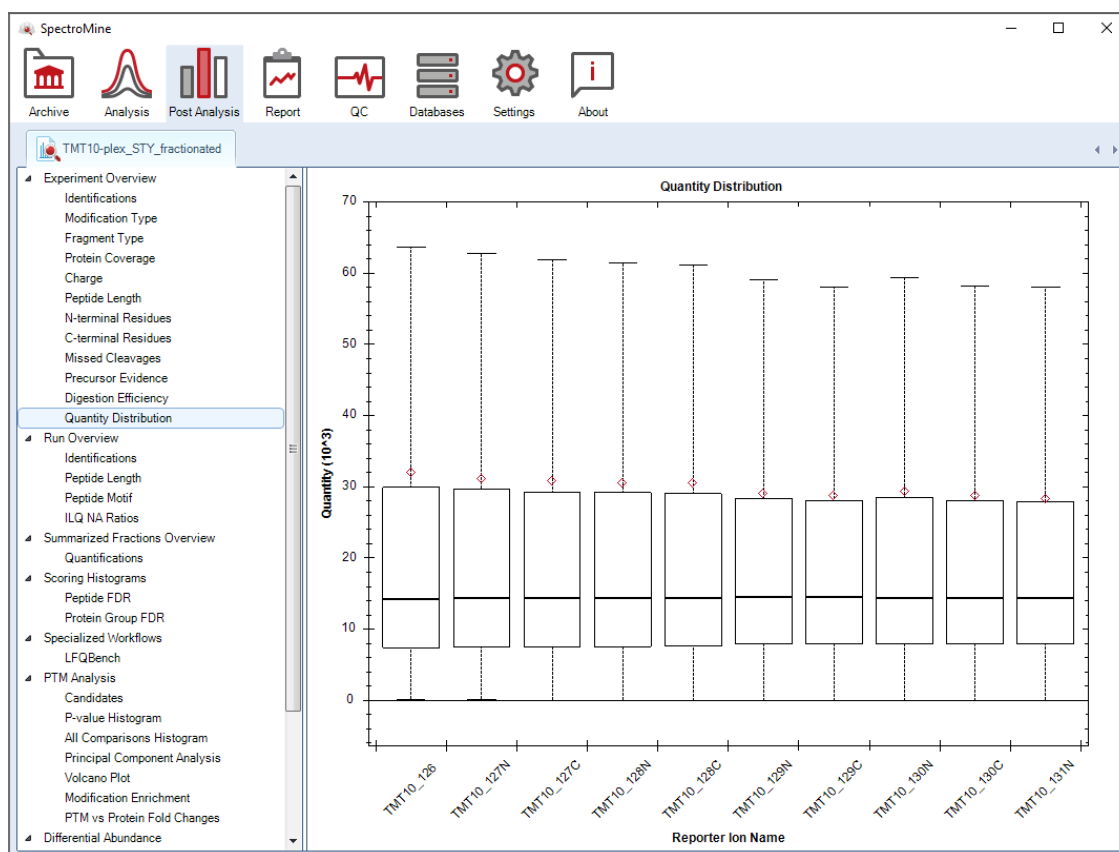 SpectroMine
Archive
Analysis
Post Analysis
Report
QC
Databases
Settings
About
TMT10-plex_STY_fractionated
Experiment Overview
Identifications
Modification Type
Fragment Type
Protein Coverage
Charge
Peptide Length
N-terminal Residues
C-terminal Residues
Missed Cleavages
Precursor Evidence
Digestion Efficiency
Quantity Distribution
Run Overview
Identifications
Peptide Length
Peptide Motif
ILQ NA Ratios
Summarized Fractions Overview
Quantifications
Scoring Histograms
Peptide FDR
Protein Group FDR
Specialized Workflows
LFQBench
PTM Analysis
Candidates
P-value Histogram
All Comparisons Histogram
Principal Component Analysis
Volcano Plot
Modification Enrichment
PTM vs Protein Fold Changes
Differential Abundance
Quantity Distribution
Quantity (10^3)
70
60
50
40
30
20
10
0
TMT10_126
TMT10_127N
TMT10_127C
TMT10_128N
TMT10_128C
TMT10_129N
TMT10_129C
TMT10_130N
TMT10_130C
TMT10_131N
Reporter Ion Name